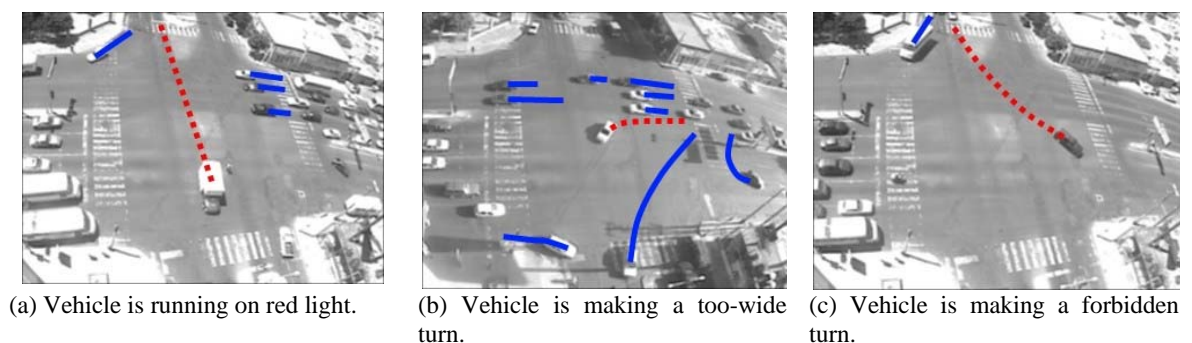 (a) Vehicle is running on red light.
(b) Vehicle is making a too-wide
turn.
(c) Vehicle is making a forbidden
turn.